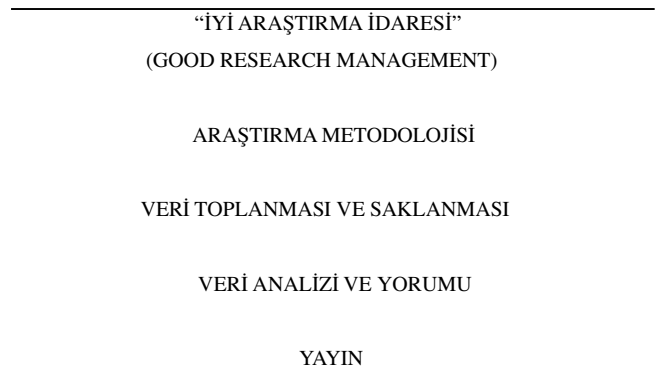 “İYİ ARAŞTIRMA İDARESİ”
(GOOD RESEARCH MANAGEMENT)
ARAŞTIRMA METODOLOJİSİ
VERİ TOPLANMASI VE SAKLANMASI
VERİ ANALİZİ VE YORUMU
YAYIN